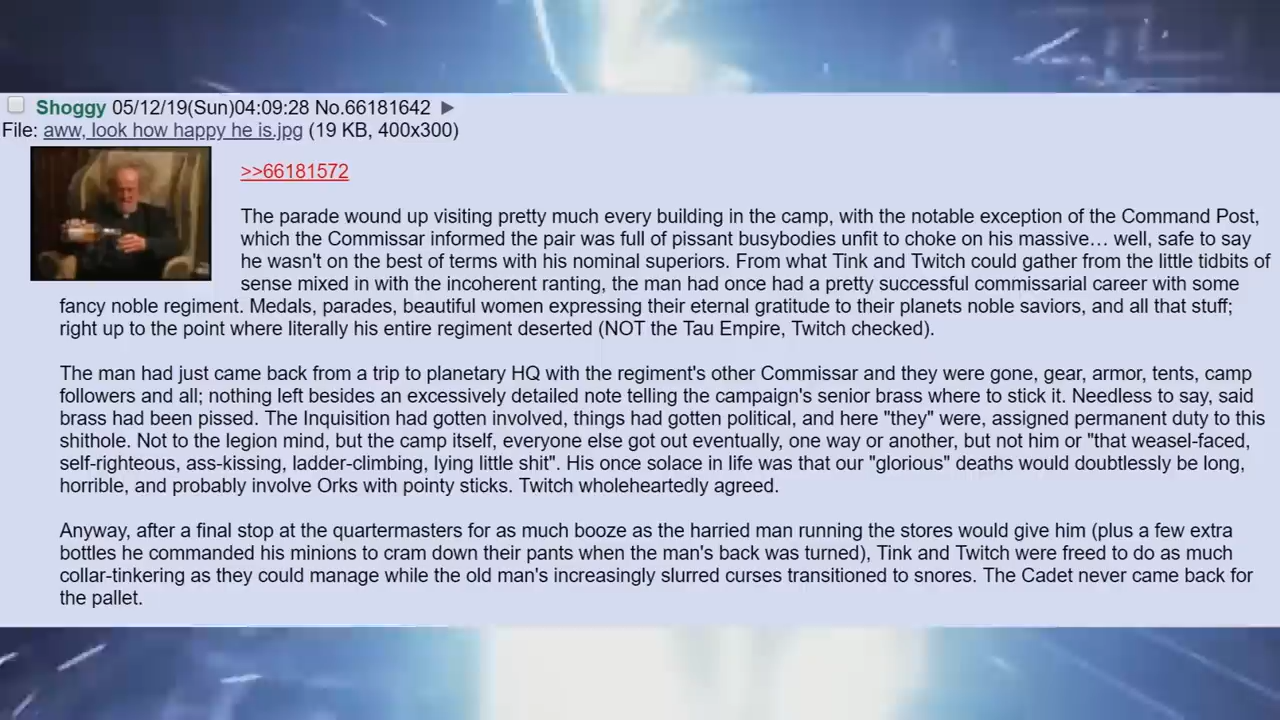 Shoggy 05/12/19(Sun)04:09:28 No.66181642 ▶
File: aww, look how happy he is.jpg (19 KB, 400x300)
>>66181572
The parade wound up visiting pretty much every building in the camp, with the notable exception of the Command Post,
which the Commissar informed the pair was full of pissant busybodies unfit to choke on his massive… well, safe to say
he wasn't on the best of terms with his nominal superiors. From what Tink and Twitch could gather from the little tidbits of
sense mixed in with the incoherent ranting, the man had once had a pretty successful commissarial career with some
fancy noble regiment. Medals, parades, beautiful women expressing their eternal gratitude to their planets noble saviors, and all that stuff;
right up to the point where literally his entire regiment deserted (NOT the Tau Empire, Twitch checked).
The man had just came back from a trip to planetary HQ with the regiment's other Commissar and they were gone, gear, armor, tents, camp
followers and all; nothing left besides an excessively detailed note telling the campaign's senior brass where to stick it. Needless to say, said
brass had been pissed. The Inquisition had gotten involved, things had gotten political, and here "they" were, assigned permanent duty to this
shithole. Not to the legion mind, but the camp itself, everyone else got out eventually, one way or another, but not him or "that weasel-faced,
self-righteous, ass-kissing, ladder-climbing, lying little shit". His once solace in life was that our "glorious" deaths would doubtlessly be long,
horrible, and probably involve Orks with pointy sticks. Twitch wholeheartedly agreed.
Anyway, after a final stop at the quartermasters for as much booze as the harried man running the stores would give him (plus a few extra
bottles he commanded his minions to cram down their pants when the man's back was turned), Tink and Twitch were freed to do as much
collar-tinkering as they could manage while the old man's increasingly slurred curses transitioned to snores. The Cadet never came back for
the pallet.